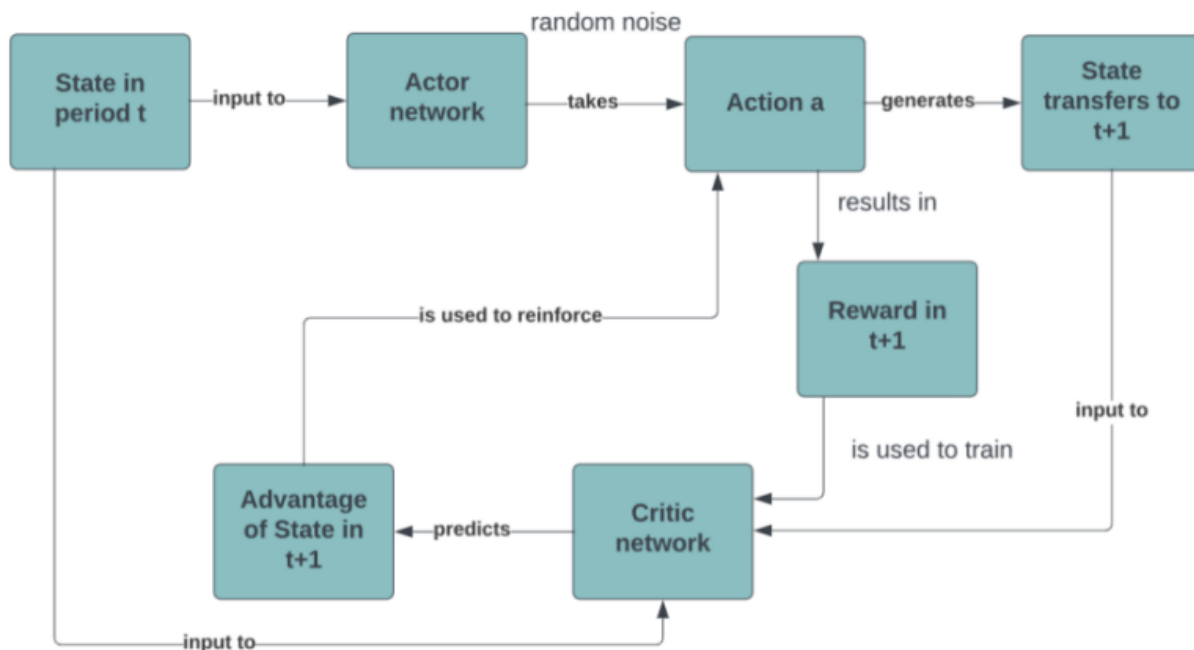 random noise
State in
period t
input to
Actor
network
takes
Action a
generates
State
transfers to
t+1
results in
Reward in
t+1
is used to reinforce
input to
is used to train
Advantage
of State in
t+1
predicts
Critic
network
input to